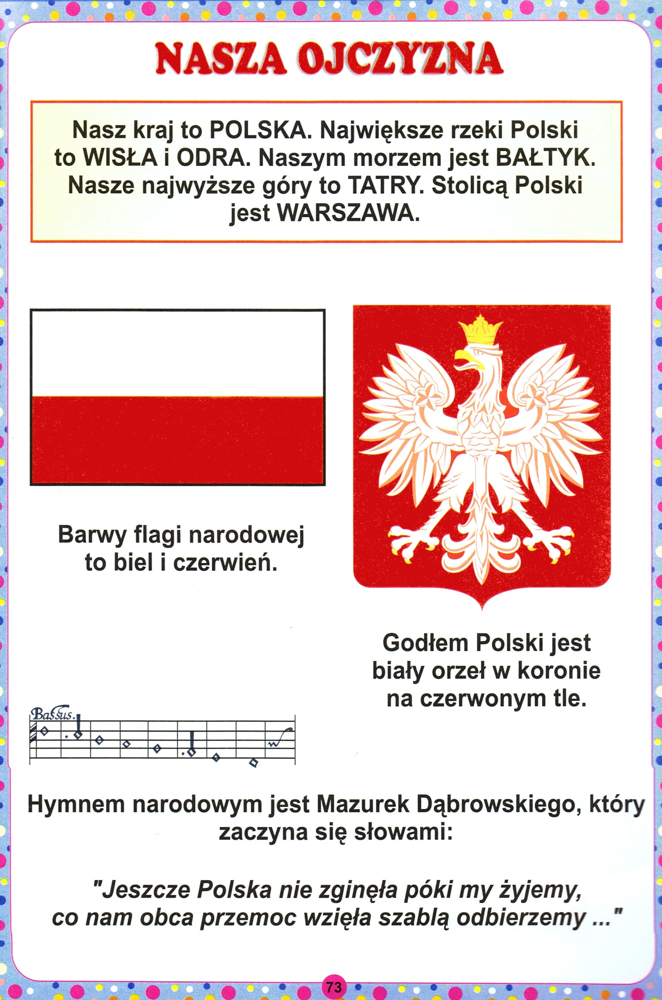 NASZA OJCZYZNA
Nasz kraj to POLSKA. Największe rzeki Polski
to WISŁA i ODRA. Naszym morzem jest BAŁTYK.
Nasze najwyższe góry to TATRY. Stolicą Polski
jest WARSZAWA.
Barwy flagi narodowej
to biel i czerwień.
Godłem Polski jest
biały orzeł w koronie
na czerwonym tle.
Bassus.
Hymnem narodowym jest Mazurek Dąbrowskiego, który
zaczyna się słowami:
"Jeszcze Polska nie zginęła póki my żyjemy,
co nam obca przemoc wzięła szablą odbierzemy ..."
73